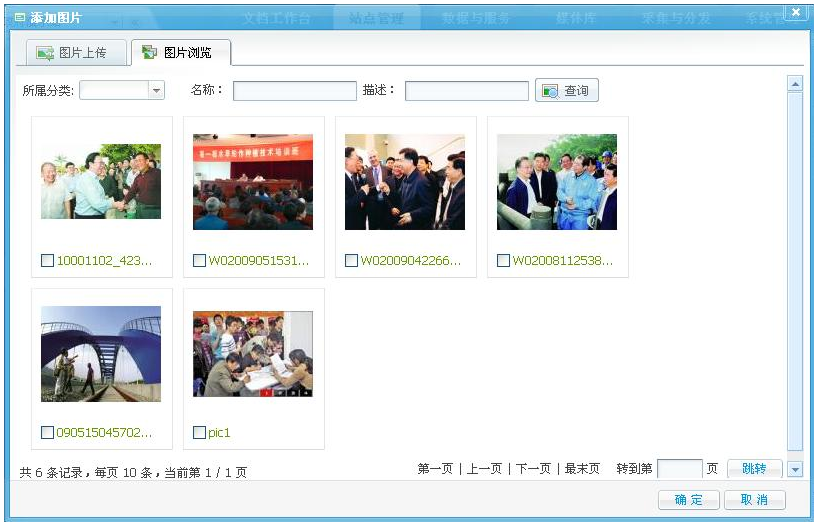 添加图片
文档工作台 站点管理 数据与服务 媒体库 采集与分发 系统管
图片上传 图片浏览
所属分类: 名称： 描述： 查询
10001102_423... W02009051531... W02009042266... W02008112538...
090515045702... pic1
共 6 条记录，每页 10 条，当前第 1 / 1 页 第一页 | 上一页 | 下一页 | 最末页 转到第 页 跳转
确 定 取 消